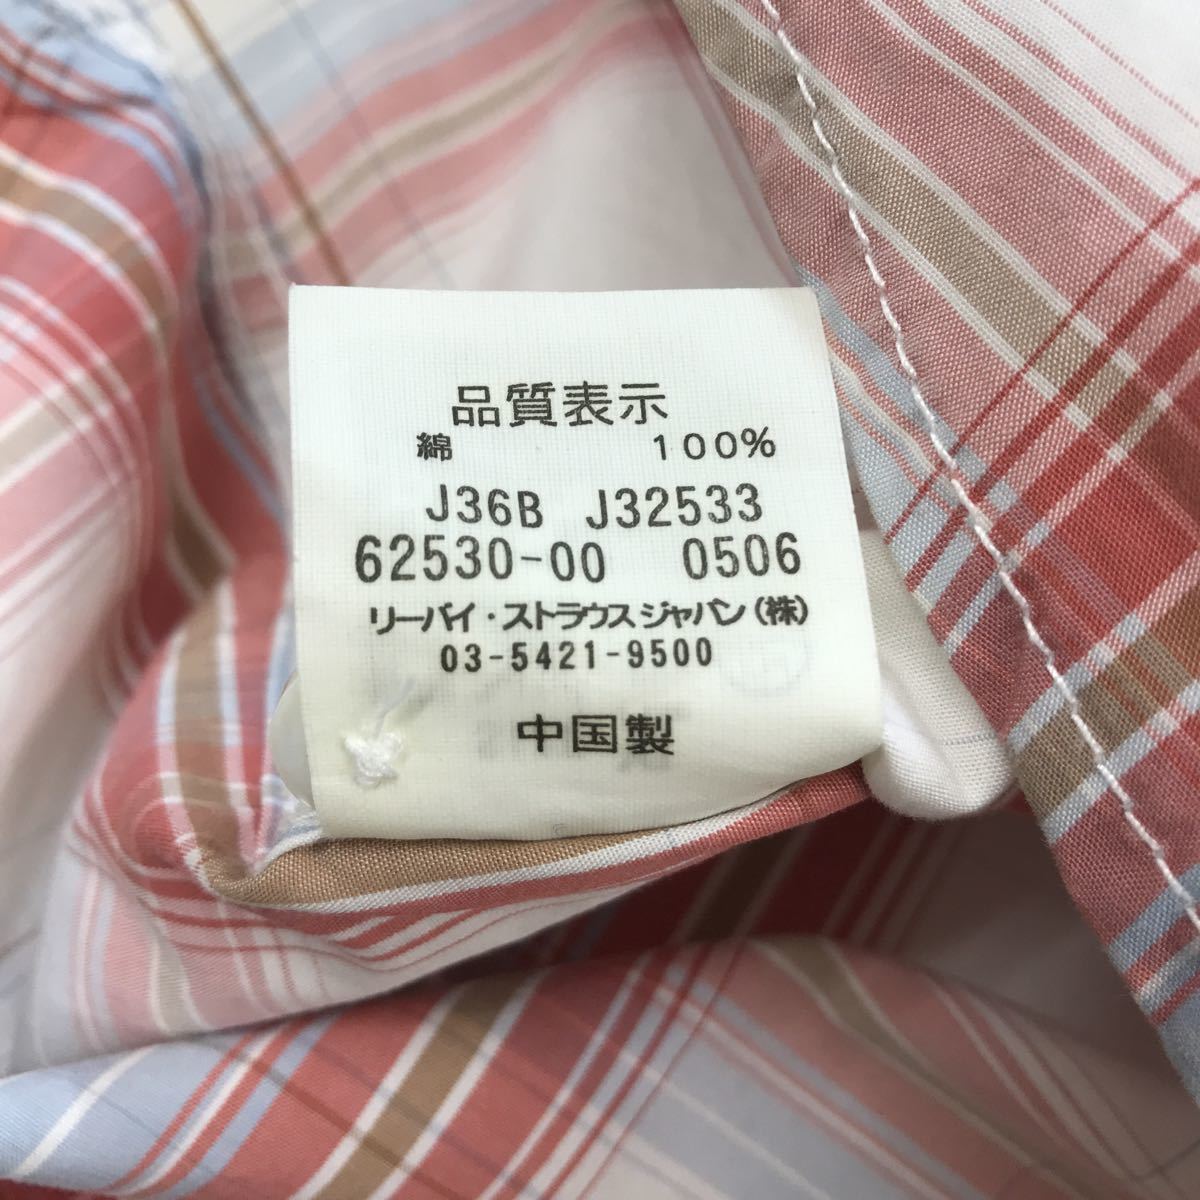 品質表示
綿 100%
J36B J32533
62530-00 0506
リーバイ・ストラウスジャパン(株)
03-5421-9500
中国製